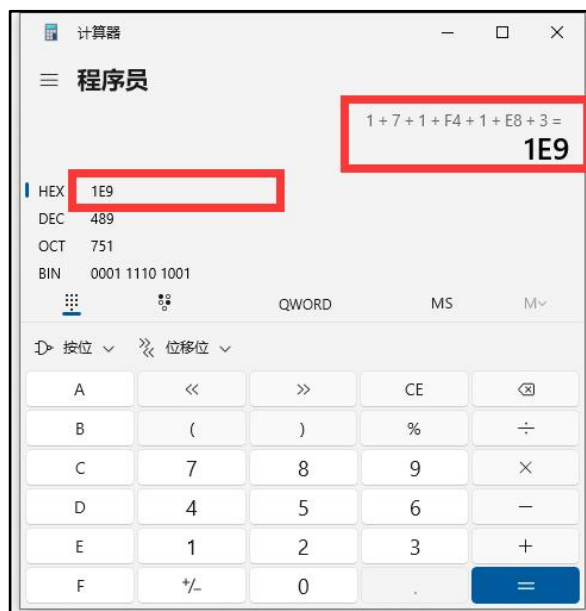 计算器
程序员
1 + 7 + 1 + F4 + 1 + E8 + 3 =
1E9
HEX 1E9
DEC 489
OCT 751
BIN 0001 1110 1001
QWORD MS M
按位 位移位
A << >> CE
B ( ) % ÷
C 7 8 9 ×
D 4 5 6 −
E 1 2 3 +
F +/− 0 . =